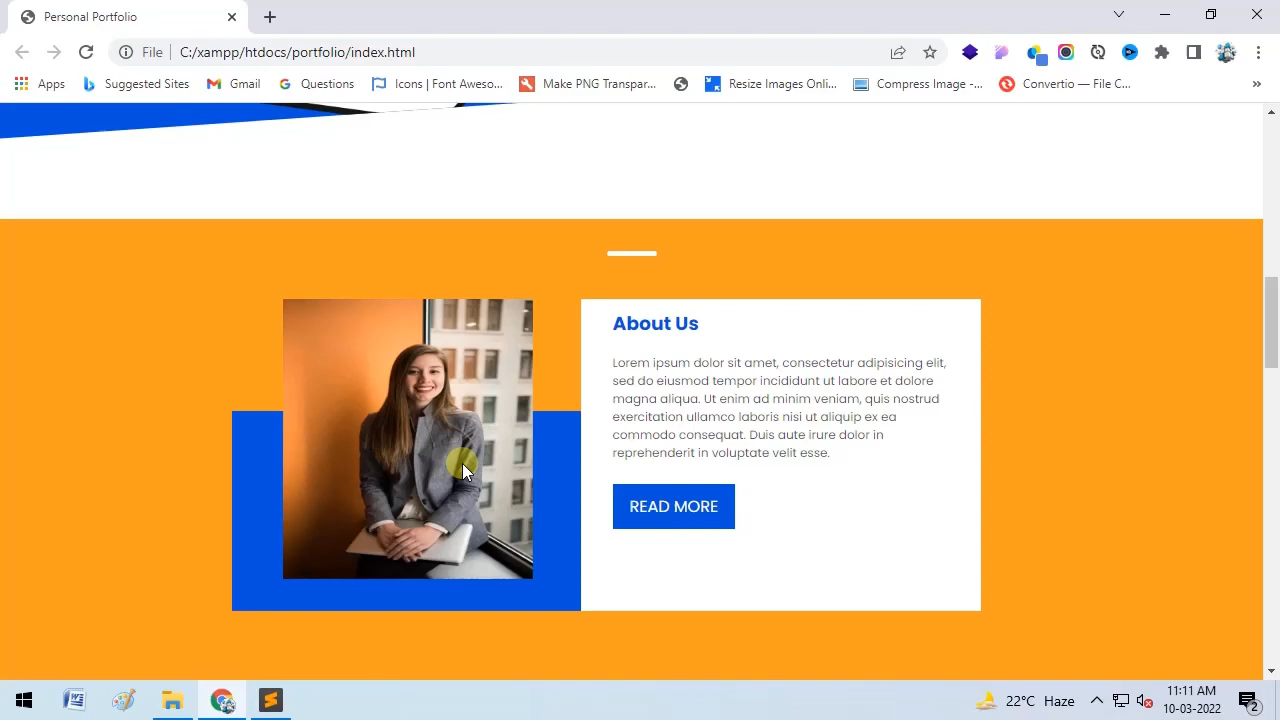 Personal Portfolio
File
C:/xampp/htdocs/portfolio/index.html
Apps
Suggested Sites
Gmail
Questions
Icons | Font Aweso...
Make PNG Transpar...
Resize Images Onli...
Compress Image -...
Convertio — File C...
About Us
Lorem ipsum dolor sit amet, consectetur adipisicing elit,
sed do eiusmod tempor incididunt ut labore et dolore
magna aliqua. Ut enim ad minim veniam, quis nostrud
exercitation ullamco laboris nisi ut aliquip ex ea
commodo consequat. Duis aute irure dolor in
reprehenderit in voluptate velit esse.
READ MORE
22°C Haze
11:11 AM
10-03-2022
2